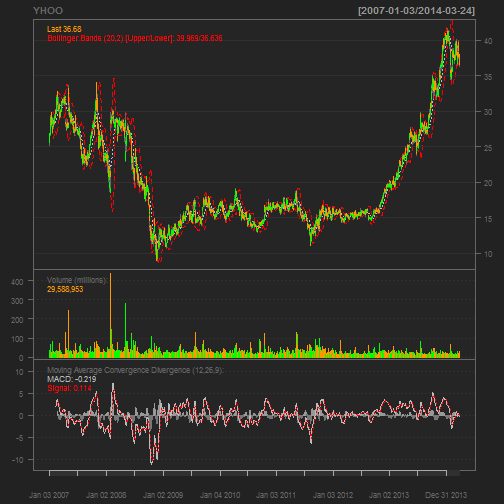 YHOO [2007-01-03/2014-03-24]
Last 36.68
Bollinger Bands (20,2) [Upper/Lower]: 39.969/36.636
40
35
30
25
20
15
10
Volume (millions):
29,588,953
400
300
200
100
0
Moving Average Convergence Divergence (12,26,9):
MACD: -0.219
Signal: 0.114
10
5
0
-5
-10
Jan 03 2007 Jan 02 2008 Jan 02 2009 Jan 04 2010 Jan 03 2011 Jan 03 2012 Jan 02 2013 Dec 31 2013